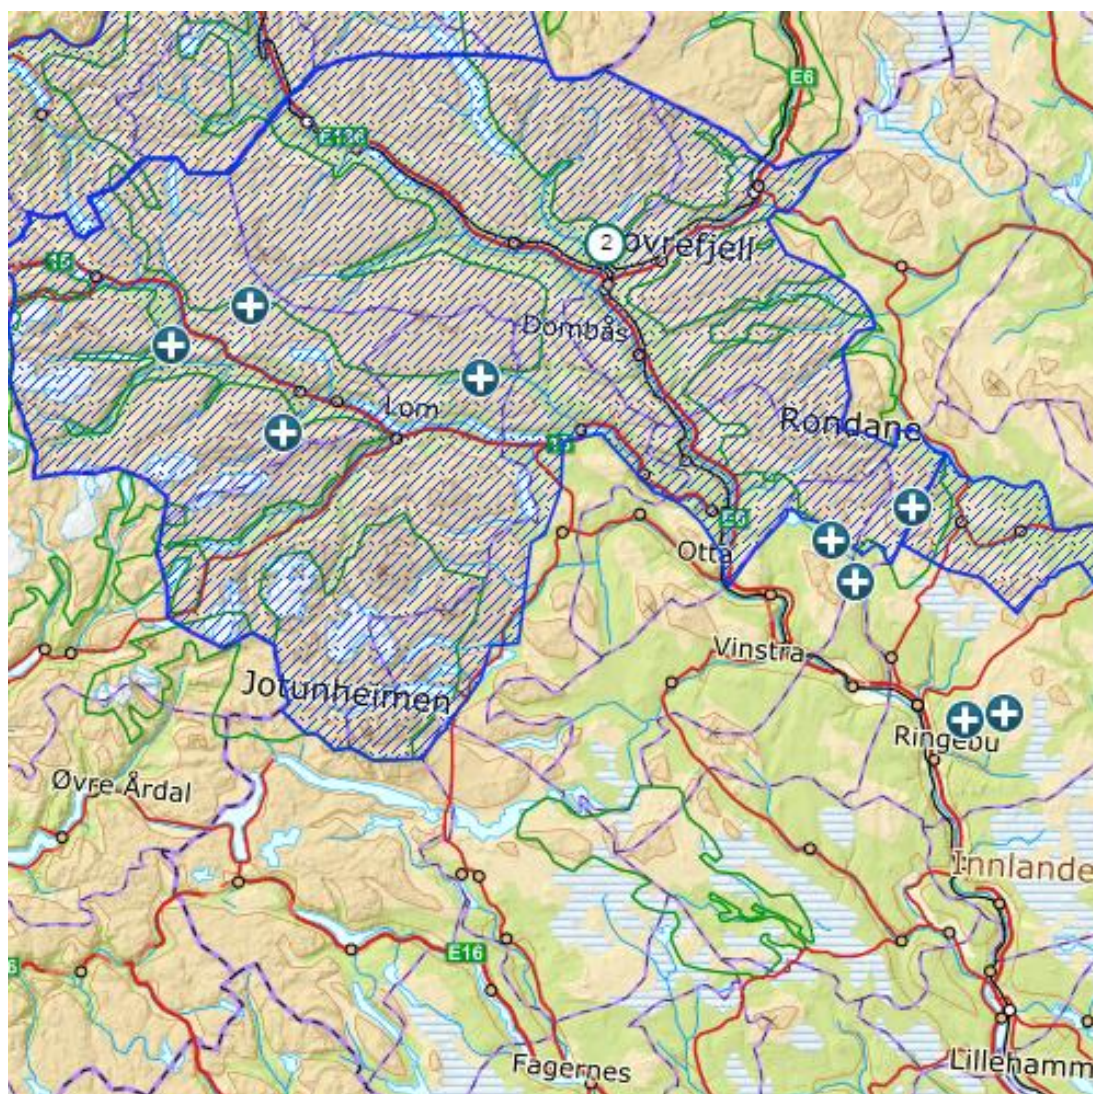 E6
E136
2
ovrefjell
15
Dombås
Lom
Rondane
15
E6
Otta
Vinstra
Jotunheimen
Ringebu
Øvre Årdal
Innlande
E16
Fagernes
Lillehamm